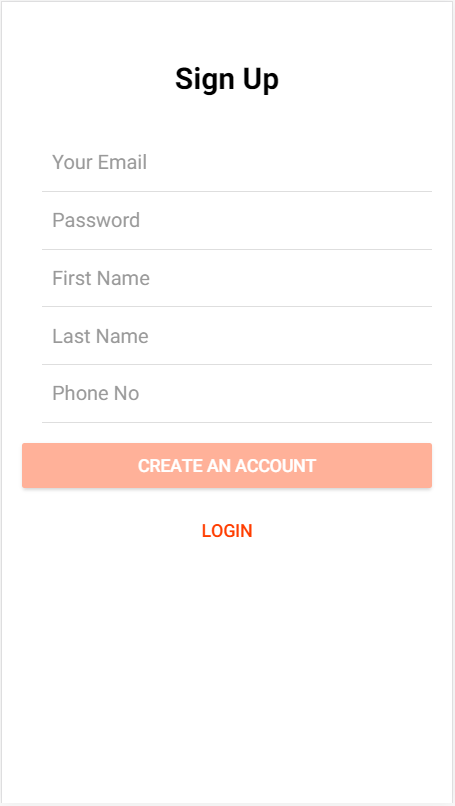 Sign Up
Your Email
Password
First Name
Last Name
Phone No
CREATE AN ACCOUNT
LOGIN